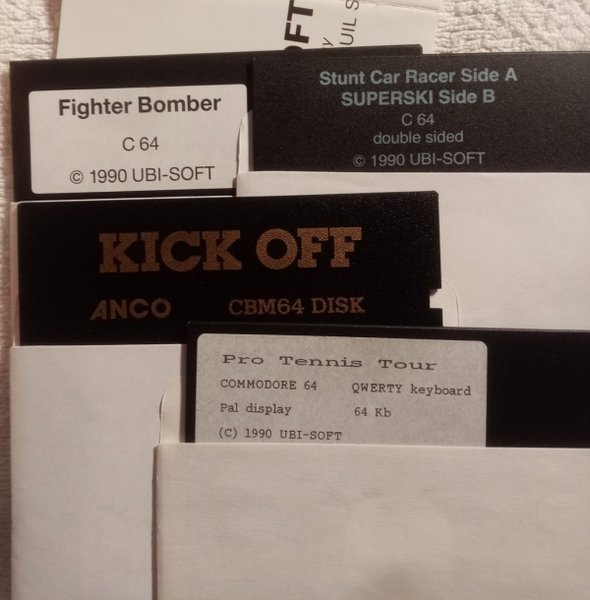 Fighter Bomber
C 64
© 1990 UBI-SOFT
Stunt Car Racer Side A
SUPERSKI Side B
C 64
double sided
© 1990 UBI-SOFT
KICK OFF
ANCO CBM64 DISK
Pro Tennis Tour
COMMODORE 64 QWERTY keyboard
Pal display 64 Kb
(C) 1990 UBI-SOFT